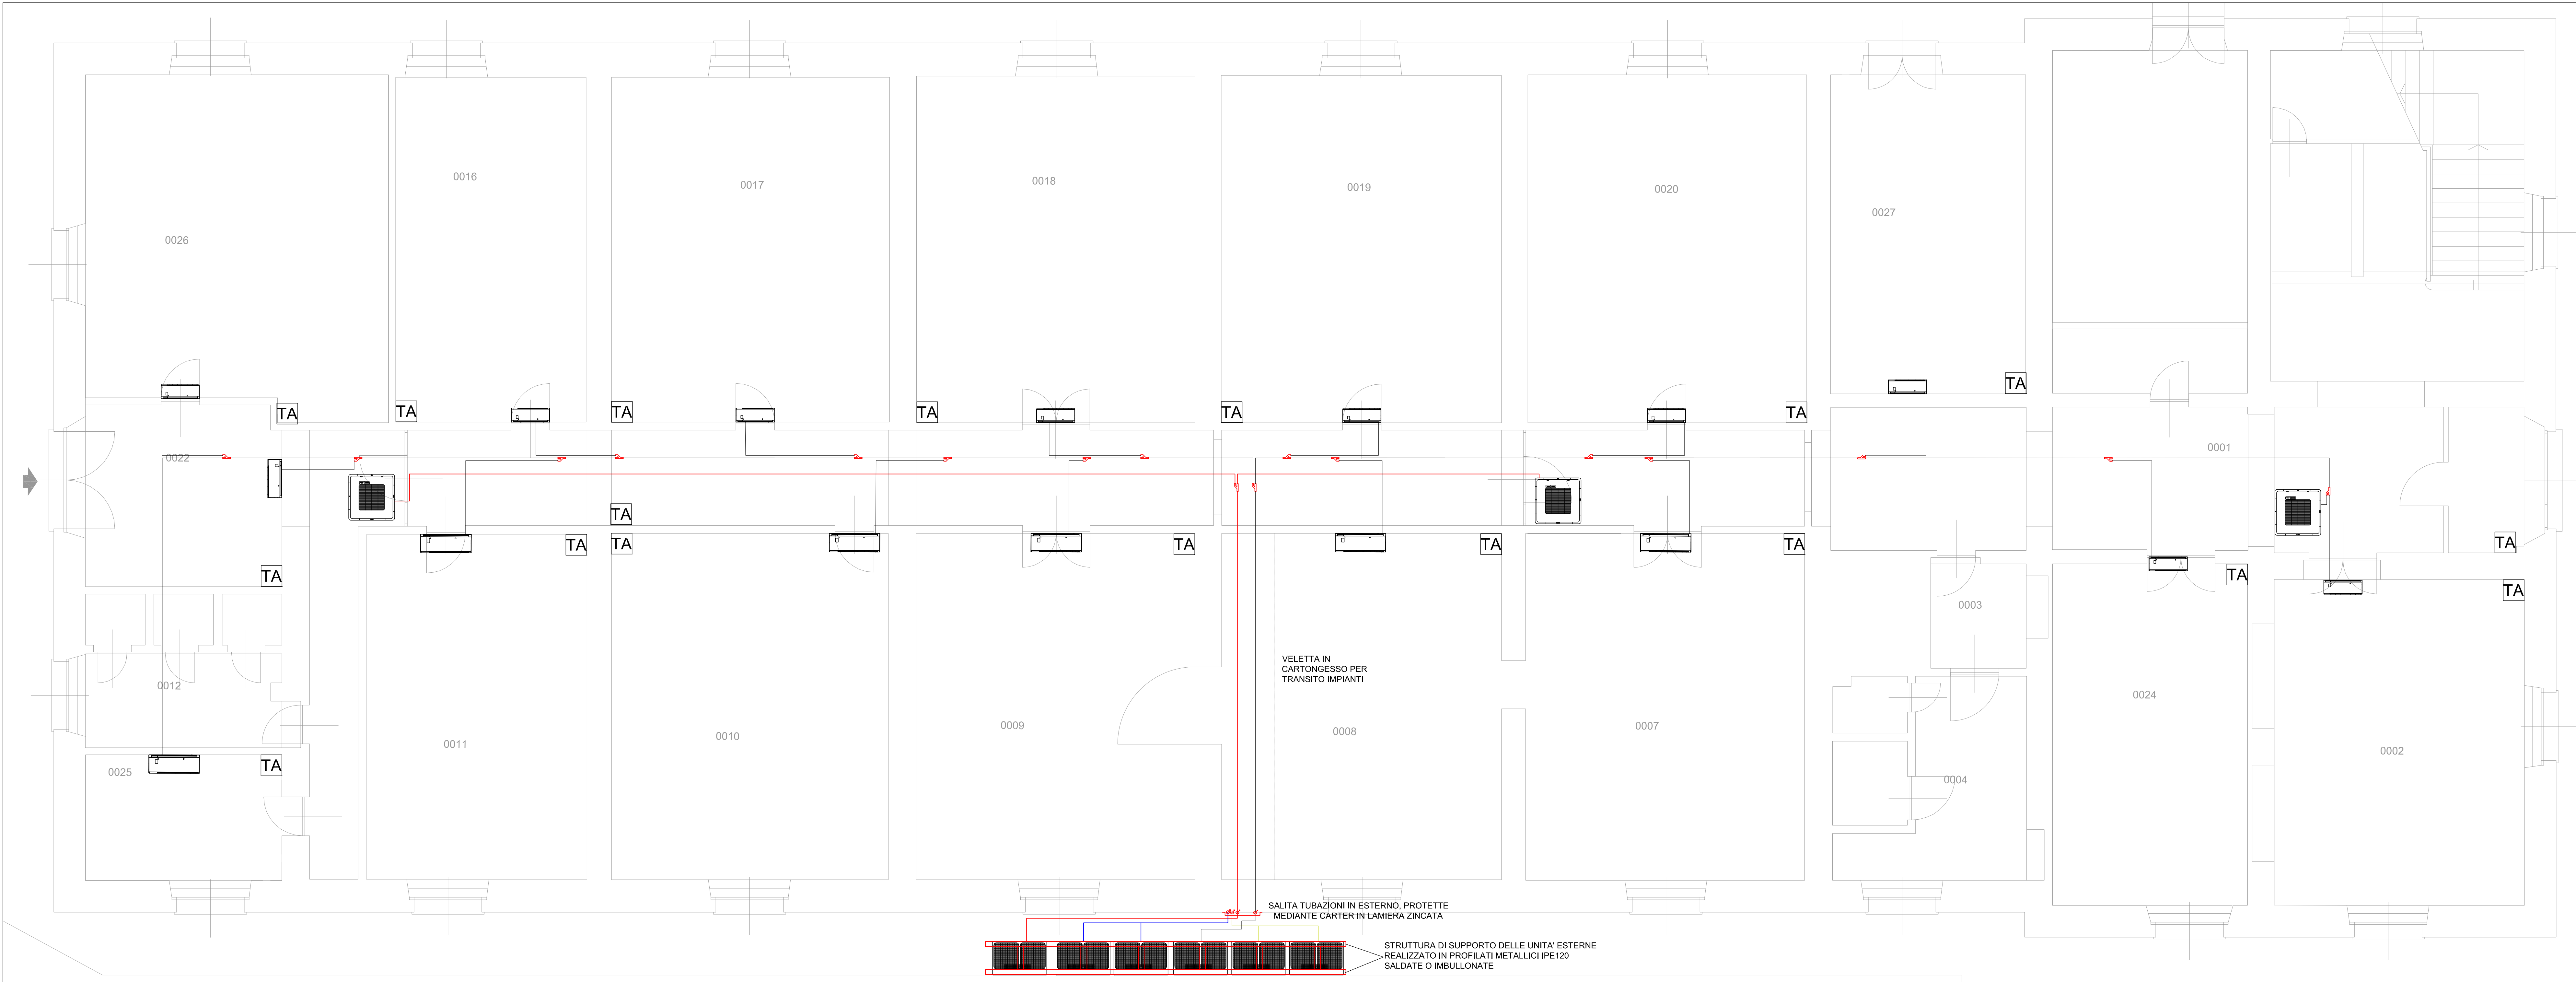 0016
0017
0018
0019
0020
0027
0026
TA
TA
TA
TA
TA
TA
TA
TA
0022
0001
TA
TA
TA
TA
TA
TA
TA
TA
TA
0003
VELETTA IN
CARTONGESSO PER
TRANSITO IMPIANTI
0012
0024
0009
0007
0008
0010
0011
0002
0025
TA
0004
SALITA TUBAZIONI IN ESTERNO, PROTETTE
MEDIANTE CARTER IN LAMIERA ZINCATA
STRUTTURA DI SUPPORTO DELLE UNITA' ESTERNE
REALIZZATO IN PROFILATI METALLICI IPE120
SALDATE O IMBULLONATE